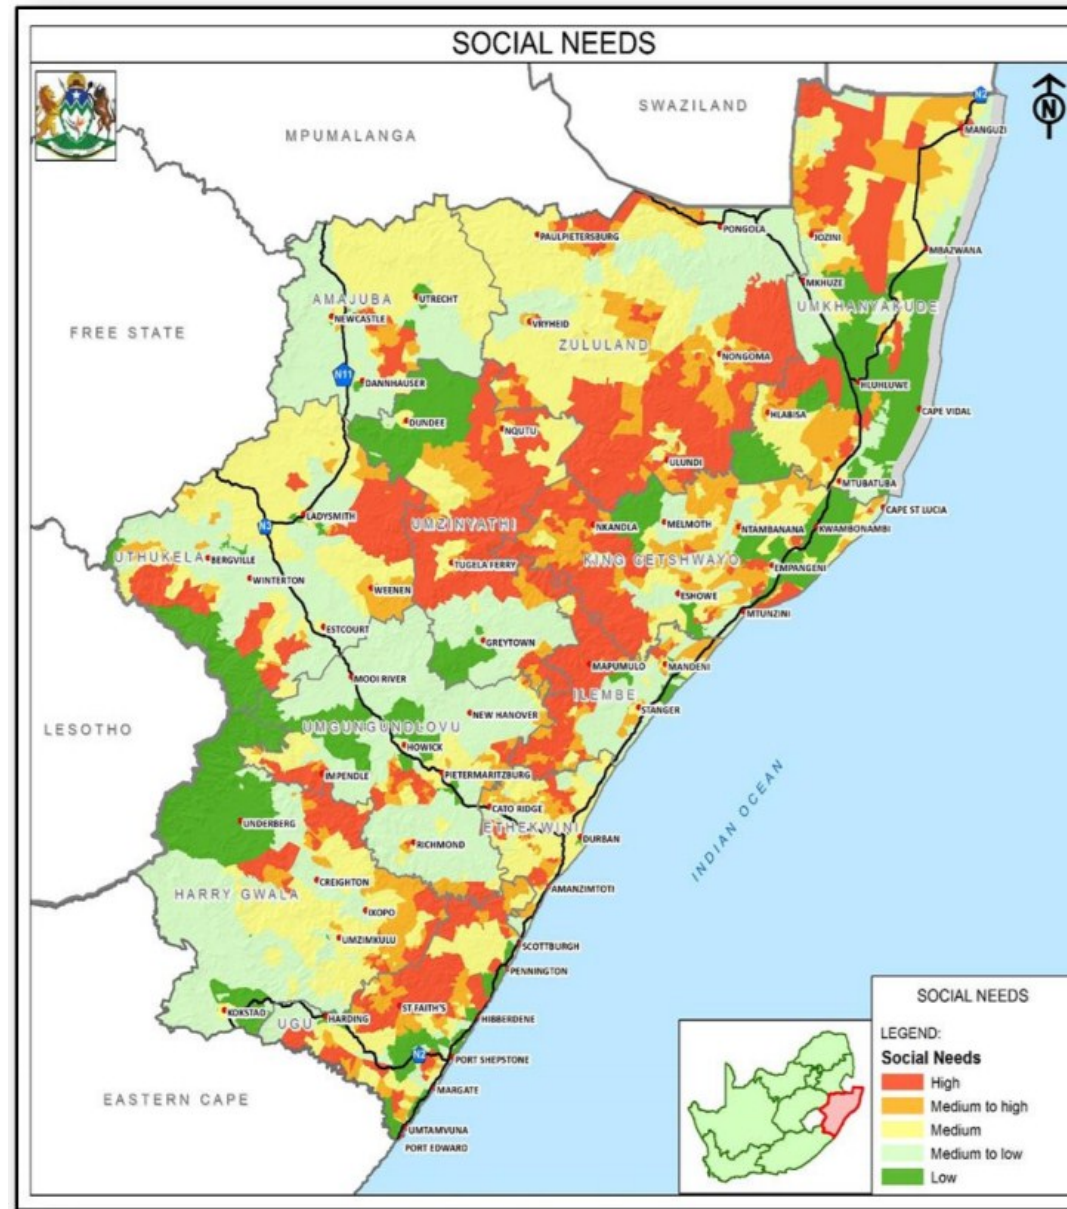 SOCIAL NEEDS
SWAZILAND
MPUMALANGA
N
N2
MANGUZI
PAULPIETERSBURG
PONGOLA
JOZINI
MBAZWANA
MKHUZE
UMKHANYAKUDE
AMAJUBA
UTRECHT
NEWCASTLE
FREE STATE
VRYHEID
ZULULAND
NONGOMA
N11
DANNHAUSER
HLUHLUWE
DUNDEE
NQUTU
HLABISA
CAPE VIDAL
ULUNDI
MTUBATUBA
CAPE ST LUCIA
LADYSMITH
N3
UMZINYATHI
NKANDLA
MELMOTH
NTAMBANANA
KWAMBONAMBI
UTHUKELA
BERGVILLE
TUGELA FERRY
KING CETSHWAYO
EMPANGENI
WINTERTON
WEENEN
ESHOWE
MTUNZINI
ESTCOURT
GREYTOWN
MAPUMULO
MANDENI
MOOI RIVER
ILEMBE
STANGER
LESOTHO
NEW HANOVER
UMGUNGUNDLOVU
HOWICK
IMPENDLE
PIETERMARITZBURG
CATO RIDGE
UNDERBERG
ETHEKWINI
DURBAN
RICHMOND
INDIAN OCEAN
CREIGHTON
HARRY GWALA
AMANZIMTOTI
IXOPO
UMZIMKULU
SCOTTBURGH
PENNINGTON
KOKSTAD
ST FAITH'S
HARDING
UGU
HIBBERDENE
N2
PORT SHEPSTONE
MARGATE
EASTERN CAPE
UMTAMVUNA
PORT EDWARD
SOCIAL NEEDS
LEGEND:
Social Needs
High
Medium to high
Medium
Medium to low
Low